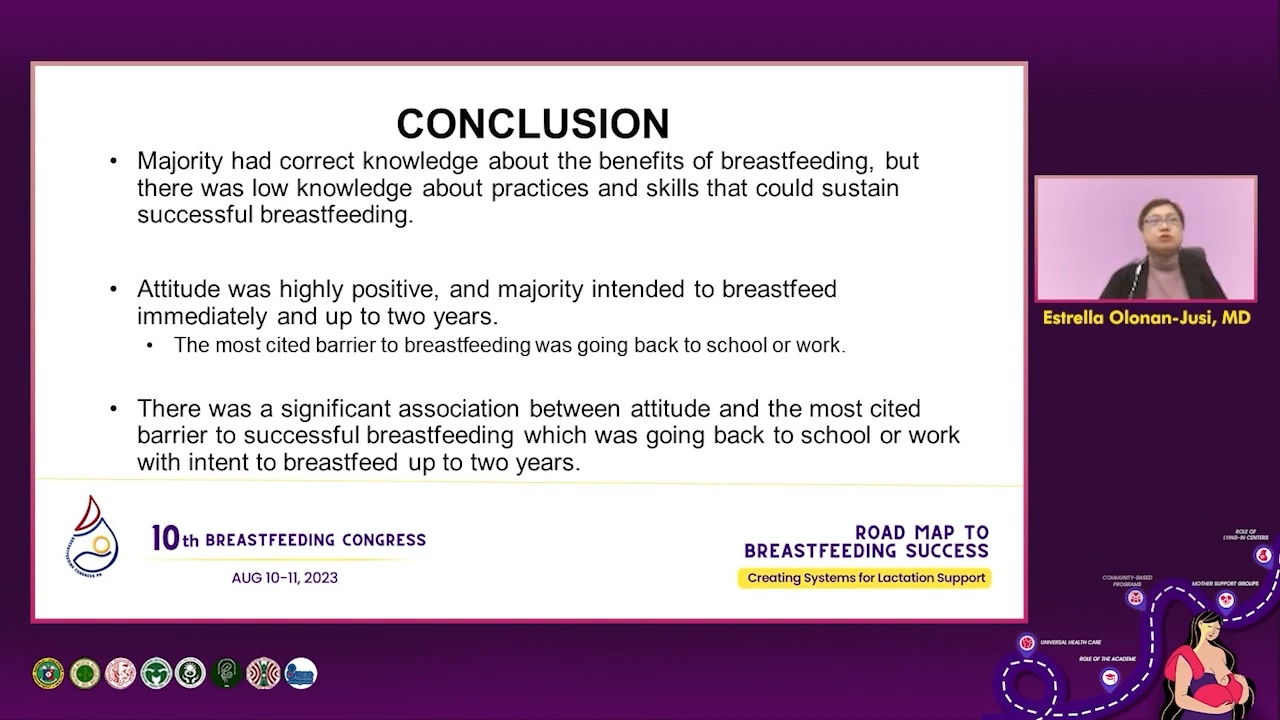 CONCLUSION
• Majority had correct knowledge about the benefits of breastfeeding, but
there was low knowledge about practices and skills that could sustain
successful breastfeeding.
• Attitude was highly positive, and majority intended to breastfeed
immediately and up to two years.
• The most cited barrier to breastfeeding was going back to school or work.
• There was a significant association between attitude and the most cited
barrier to successful breastfeeding which was going back to school or work
with intent to breastfeed up to two years.
10th BREASTFEEDING CONGRESS
AUG 10-11, 2023
ROAD MAP TO
BREASTFEEDING SUCCESS
Creating Systems for Lactation Support
Estrella Olonan-Jusi, MD
ROLE OF
LYING-IN CENTERS
COMMUNITY-BASED
PROGRAMS
MOTHER SUPPORT GROUPS
UNIVERSAL HEALTH CARE
ROLE OF THE ACADEME